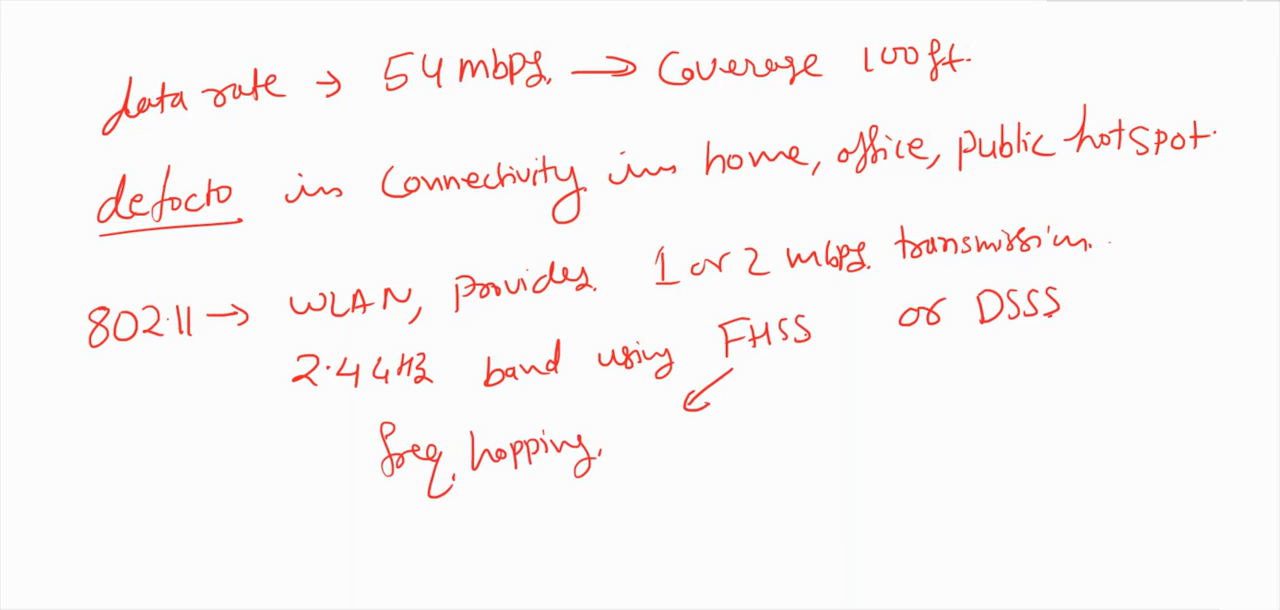 data rate → 54 mbps. → Coverage 100 ft.
defacto in Connectivity in home, office, public hotspot.
802.11 → WLAN, Provides 1 or 2 mbps. transmission.
2.4 GHz band using FHSS or DSSS
freq. hopping.